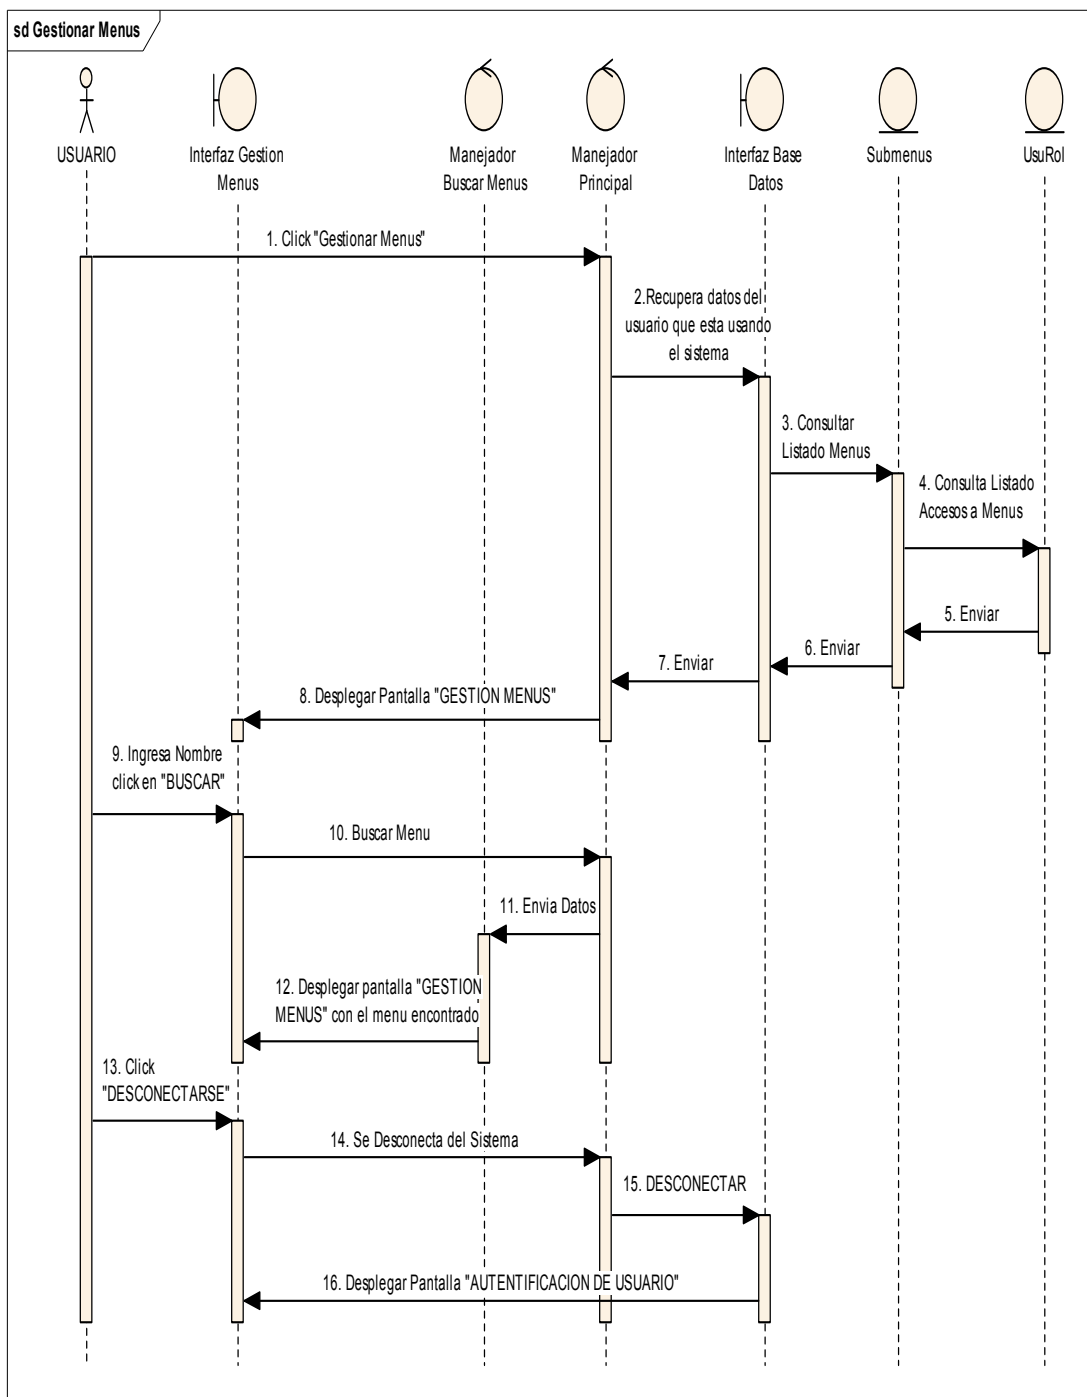 sd Gestionar Menus
USUARIO
Interfaz Gestion
Menus
Manejador
Buscar Menus
Manejador
Principal
Interfaz Base
Datos
Submenus
UsuRol
1. Click "Gestionar Menus"
2.Recupera datos del
usuario que esta usando
el sistema
3. Consultar
Listado Menus
4. Consulta Listado
Accesos a Menus
5. Enviar
6. Enviar
7. Enviar
8. Desplegar Pantalla "GESTION MENUS"
9. Ingresa Nombre
click en "BUSCAR"
10. Buscar Menu
11. Envia Datos
12. Desplegar pantalla "GESTION
MENUS" con el menu encontrado
13. Click
"DESCONECTARSE"
14. Se Desconecta del Sistema
15. DESCONECTAR
16. Desplegar Pantalla "AUTENTIFICACION DE USUARIO"